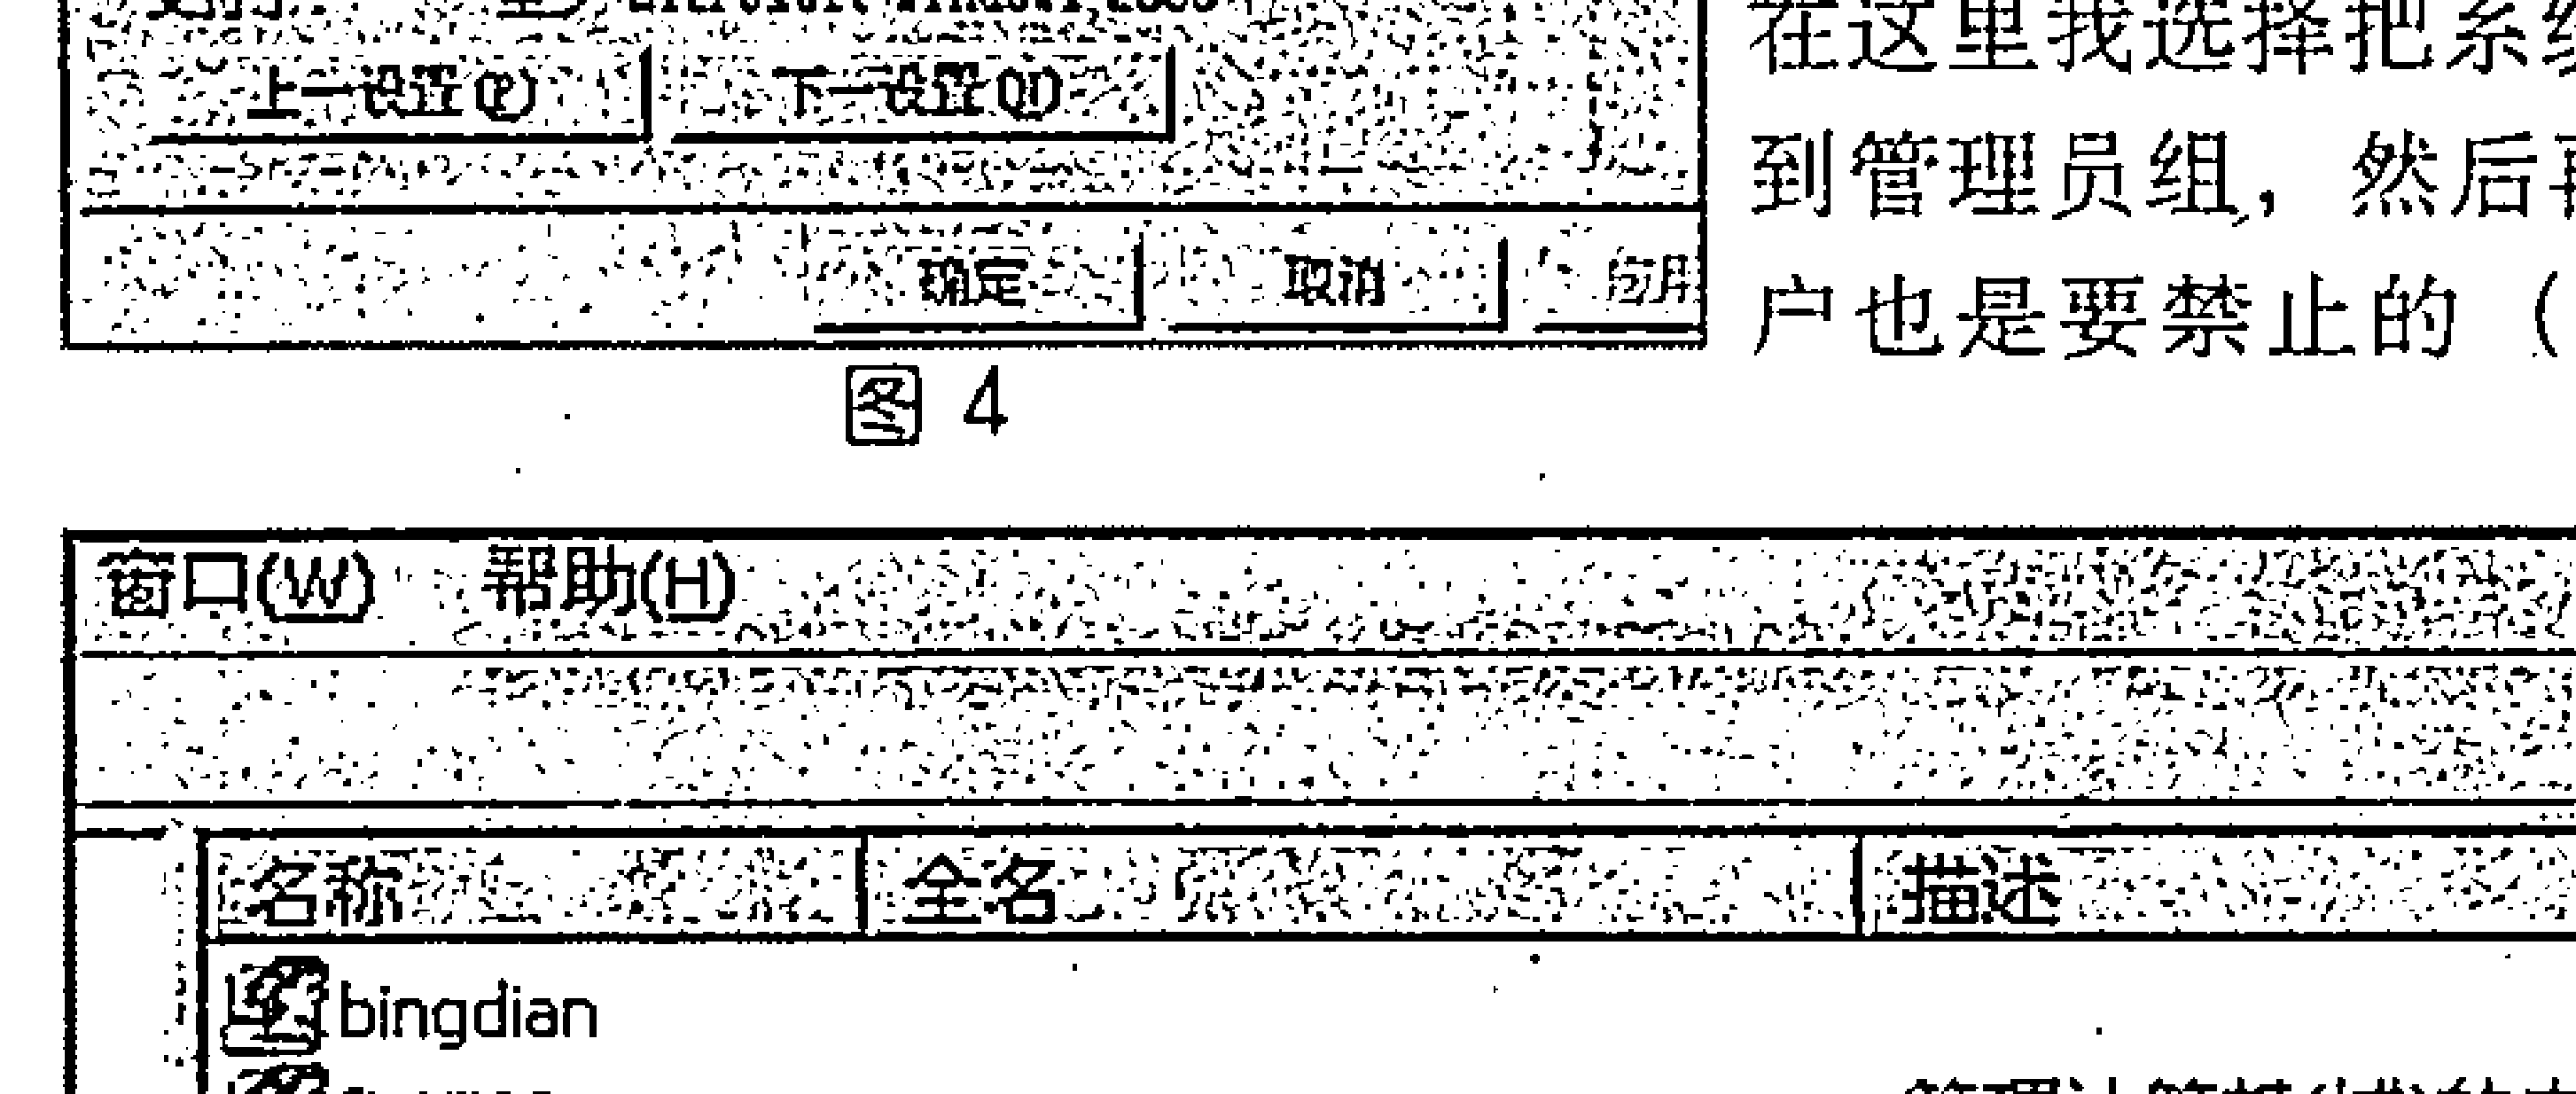 上一设置(P) 下一设置(N)
确定 取消 应用
图 4
在这里我选择把系统
到管理员组，然后再
户也是要禁止的（
窗口(W) 帮助(H)
名称 全名 描述
bingdian